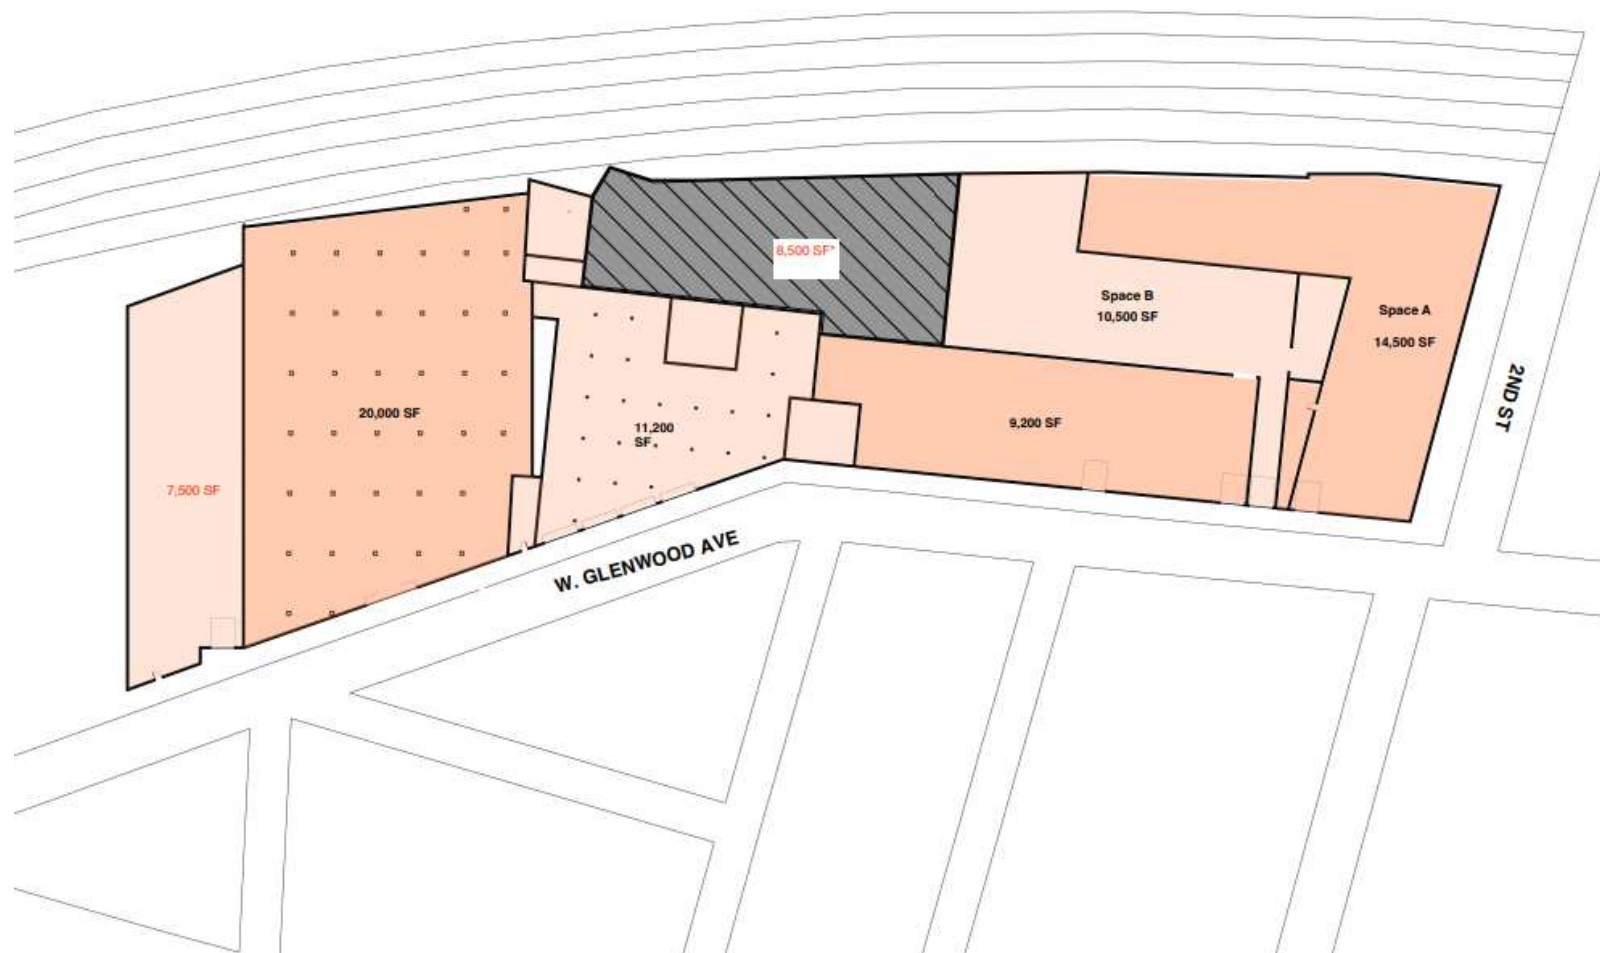 8,500 SF*
Space B
10,500 SF
Space A
14,500 SF
2ND ST
20,000 SF
11,200
SF
9,200 SF
7,500 SF
W. GLENWOOD AVE